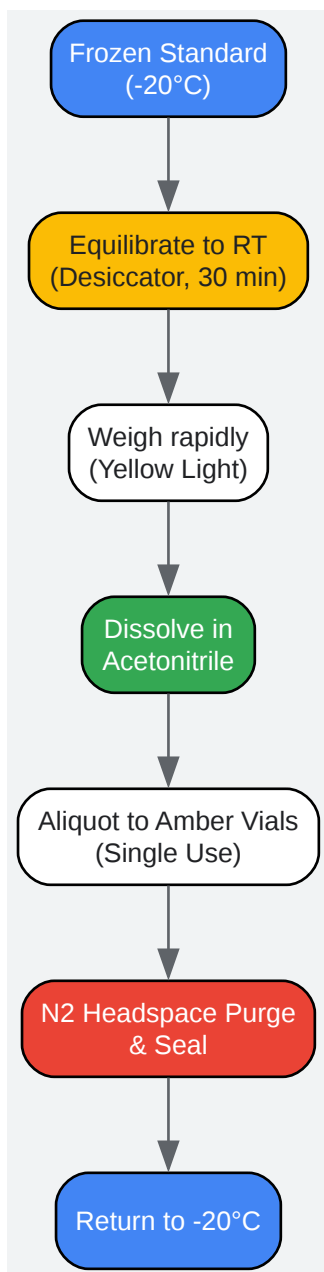 Frozen Standard
(-20°C)
Equilibrate to RT
(Desiccator, 30 min)
Weigh rapidly
(Yellow Light)
Dissolve in
Acetonitrile
Aliquot to Amber Vials
(Single Use)
N2 Headspace Purge
& Seal
Return to -20°C